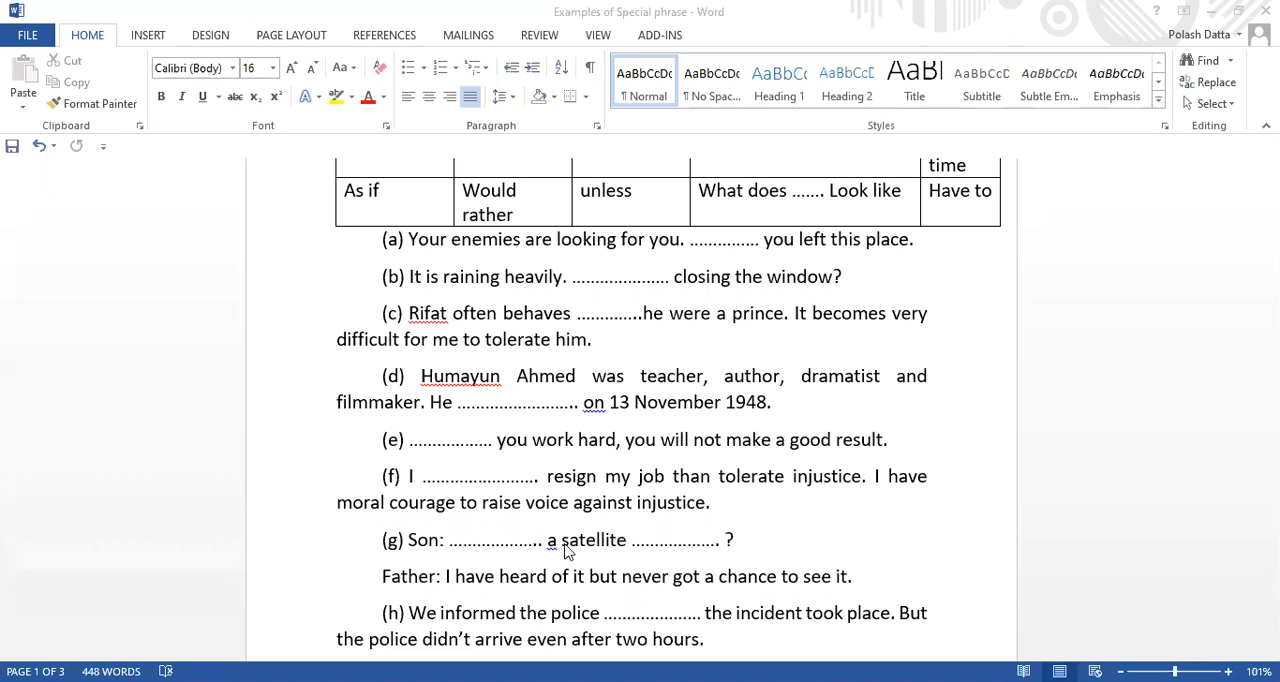 Examples of Special phrase - Word
FILE HOME INSERT DESIGN PAGE LAYOUT REFERENCES MAILINGS REVIEW VIEW ADD-INS Polash Datta
Paste Cut Copy Format Painter
Calibri (Body) 16
AaBbCcDc AaBbCcDc AaBbCc AaBbCcC AaBl AaBbCcD AaBbCcDc AaBbCcDc
¶ Normal ¶ No Spac... Heading 1 Heading 2 Title Subtitle Subtle Em... Emphasis
Find Replace Select
Clipboard Font Paragraph Styles Editing
time
As if Would rather unless What does ....... Look like Have to
(a) Your enemies are looking for you. ............... you left this place.
(b) It is raining heavily. ..................... closing the window?
(c) Rifat often behaves ..............he were a prince. It becomes very
difficult for me to tolerate him.
(d) Humayun Ahmed was teacher, author, dramatist and
filmmaker. He .......................... on 13 November 1948.
(e) .................. you work hard, you will not make a good result.
(f) I ......................... resign my job than tolerate injustice. I have
moral courage to raise voice against injustice.
(g) Son: .................... a satellite ................... ?
Father: I have heard of it but never got a chance to see it.
(h) We informed the police ..................... the incident took place. But
the police didn’t arrive even after two hours.
PAGE 1 OF 3 448 WORDS 101%